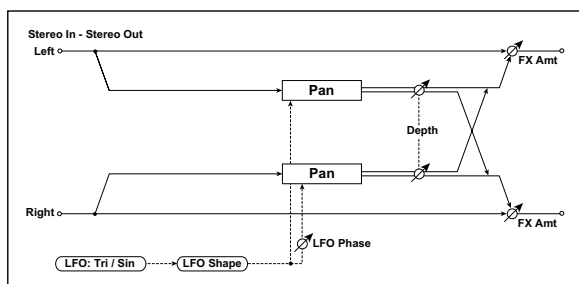 Stereo In - Stereo Out
Left
FX Amt
Pan
Depth
Pan
Right
FX Amt
LFO Phase
LFO: Tri / Sin
LFO Shape